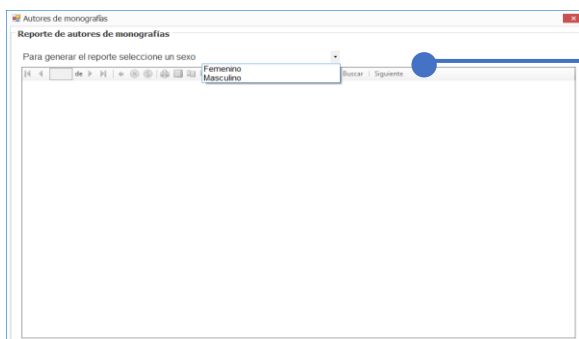 Autores de monografías
Reporte de autores de monografías
Para generar el reporte seleccione un sexo
de
Buscar | Siguiente
Femenino
Masculino